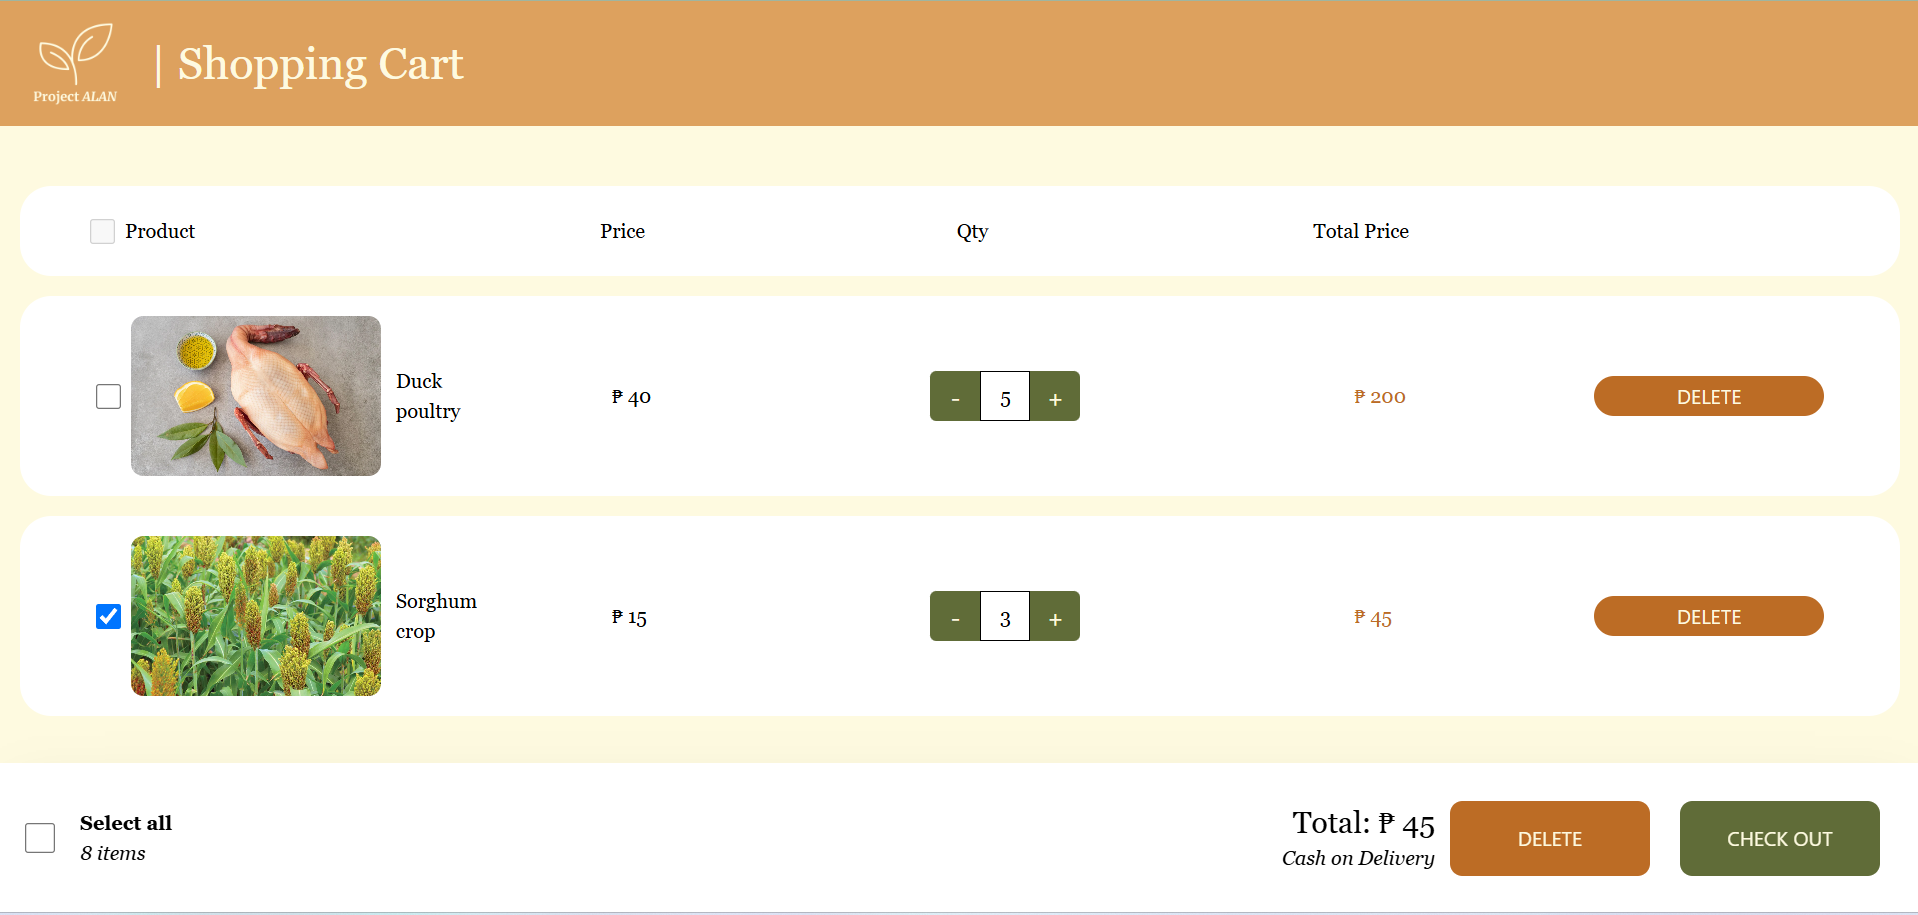 Project ALAN
| Shopping Cart
Product Price Qty Total Price
Duck
poultry
₱ 40
- 5 +
₱ 200
DELETE
Sorghum
crop
₱ 15
- 3 +
₱ 45
DELETE
Select all
8 items
Total: ₱ 45
Cash on Delivery
DELETE
CHECK OUT